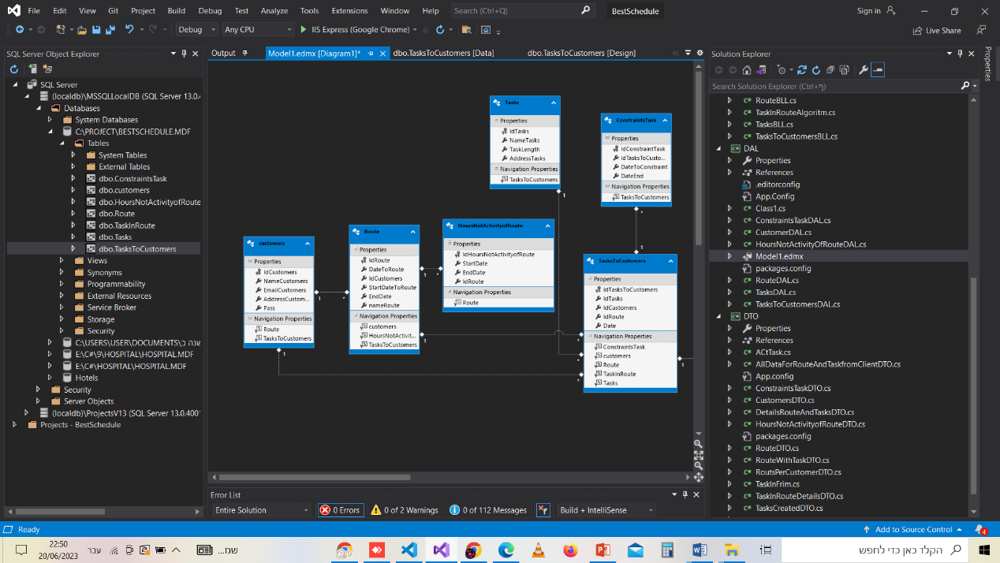 File Edit View Git Project Build Debug Test Analyze Tools Extensions Window Help Search (Ctrl+Q) BestSchedule Sign in
Debug Any CPU IIS Express (Google Chrome) Live Share
SQL Server Object Explorer
SQL Server
(localdb)\MSSQLLocalDB (SQL Server 13.0.4
Databases
System Databases
C:\PROJECT\BESTSCHEDULE.MDF
Tables
System Tables
External Tables
dbo.ConstraintsTask
dbo.customers
dbo.HoursNotActivityofRoute
dbo.Route
dbo.TaskInRoute
dbo.Tasks
dbo.TasksToCustomers
Views
Synonyms
Programmability
External Resources
Service Broker
Storage
Security
C:\USERS\USER\DOCUMENTS\שנה ב
E:\C#\9\HOSPITAL\HOSPITAL.MDF
E:\C#\HOSPITAL\HOSPITAL.MDF
Hotels
Security
Server Objects
(localdb)\ProjectsV13 (SQL Server 13.0.4001
Projects - BestSchedule
Output Model1.edmx [Diagram1]* dbo.TasksToCustomers [Data] dbo.TasksToCustomers [Design]
Tasks
Properties
IdTasks
NameTasks
TaskLength
AddressTasks
Navigation Properties
TasksToCustomers
1
ConstraintsTask
Properties
IdConstraintTask
IdTasksToCusto...
DateToConstraint
DateEnd
Navigation Properties
TasksToCustomers
*
1
customers
Properties
IdCustomers
NameCustomers
EmailCustomers
AddressCustom...
Pass
Navigation Properties
Route
TasksToCustomers
1
1
*
Route
Properties
IdRoute
DateToRoute
IdCustomers
StartDateToRoute
EndDate
nameRoute
Navigation Properties
customers
HoursNotActivit...
TasksToCustomers
1
*
1
HoursNotActivityofRoute
Properties
IdHoursNotActivityofRoute
StartDate
EndDate
IdRoute
Navigation Properties
Route
TasksToCustomers
Properties
IdTasksToCustomers
IdTasks
IdCustomers
IdRoute
Date
Navigation Properties
ConstraintsTask
customers
Route
TaskInRoute
Tasks
*
*
*
1
Error List
Entire Solution 0 Errors 0 of 2 Warnings 0 of 112 Messages Build + IntelliSense
Solution Explorer
Search Solution Explorer (Ctrl+ף)
RouteBLL.cs
TaskInRouteAlgoritm.cs
TasksBLL.cs
TasksToCustomersBLL.cs
DAL
Properties
References
.editorconfig
App.Config
Class1.cs
ConstraintsTaskDAL.cs
CustomerDAL.cs
HoursNotActivityOfRouteDAL.cs
Model1.edmx
packages.config
RouteDAL.cs
TasksDAL.cs
TasksToCustomersDAL.cs
DTO
Properties
References
ACtTask.cs
AllDataForRouteAndTaskfromClientDTO.cs
App.config
ConstraintsTaskDTO.cs
CustomersDTO.cs
DetailsRouteAndTasksDTO.cs
HoursNotActivityofRouteDTO.cs
packages.config
RouteDTO.cs
RouteWithTaskDTO.cs
RoutsPerCustomerDTO.cs
TaskInFrim.cs
TaskInRouteDetailsDTO.cs
TasksCreatedDTO.cs
Properties
Ready Add to Source Control 4
22:50
20/06/2023
עבר
שמ...
הקלד כאן כדי לחפש